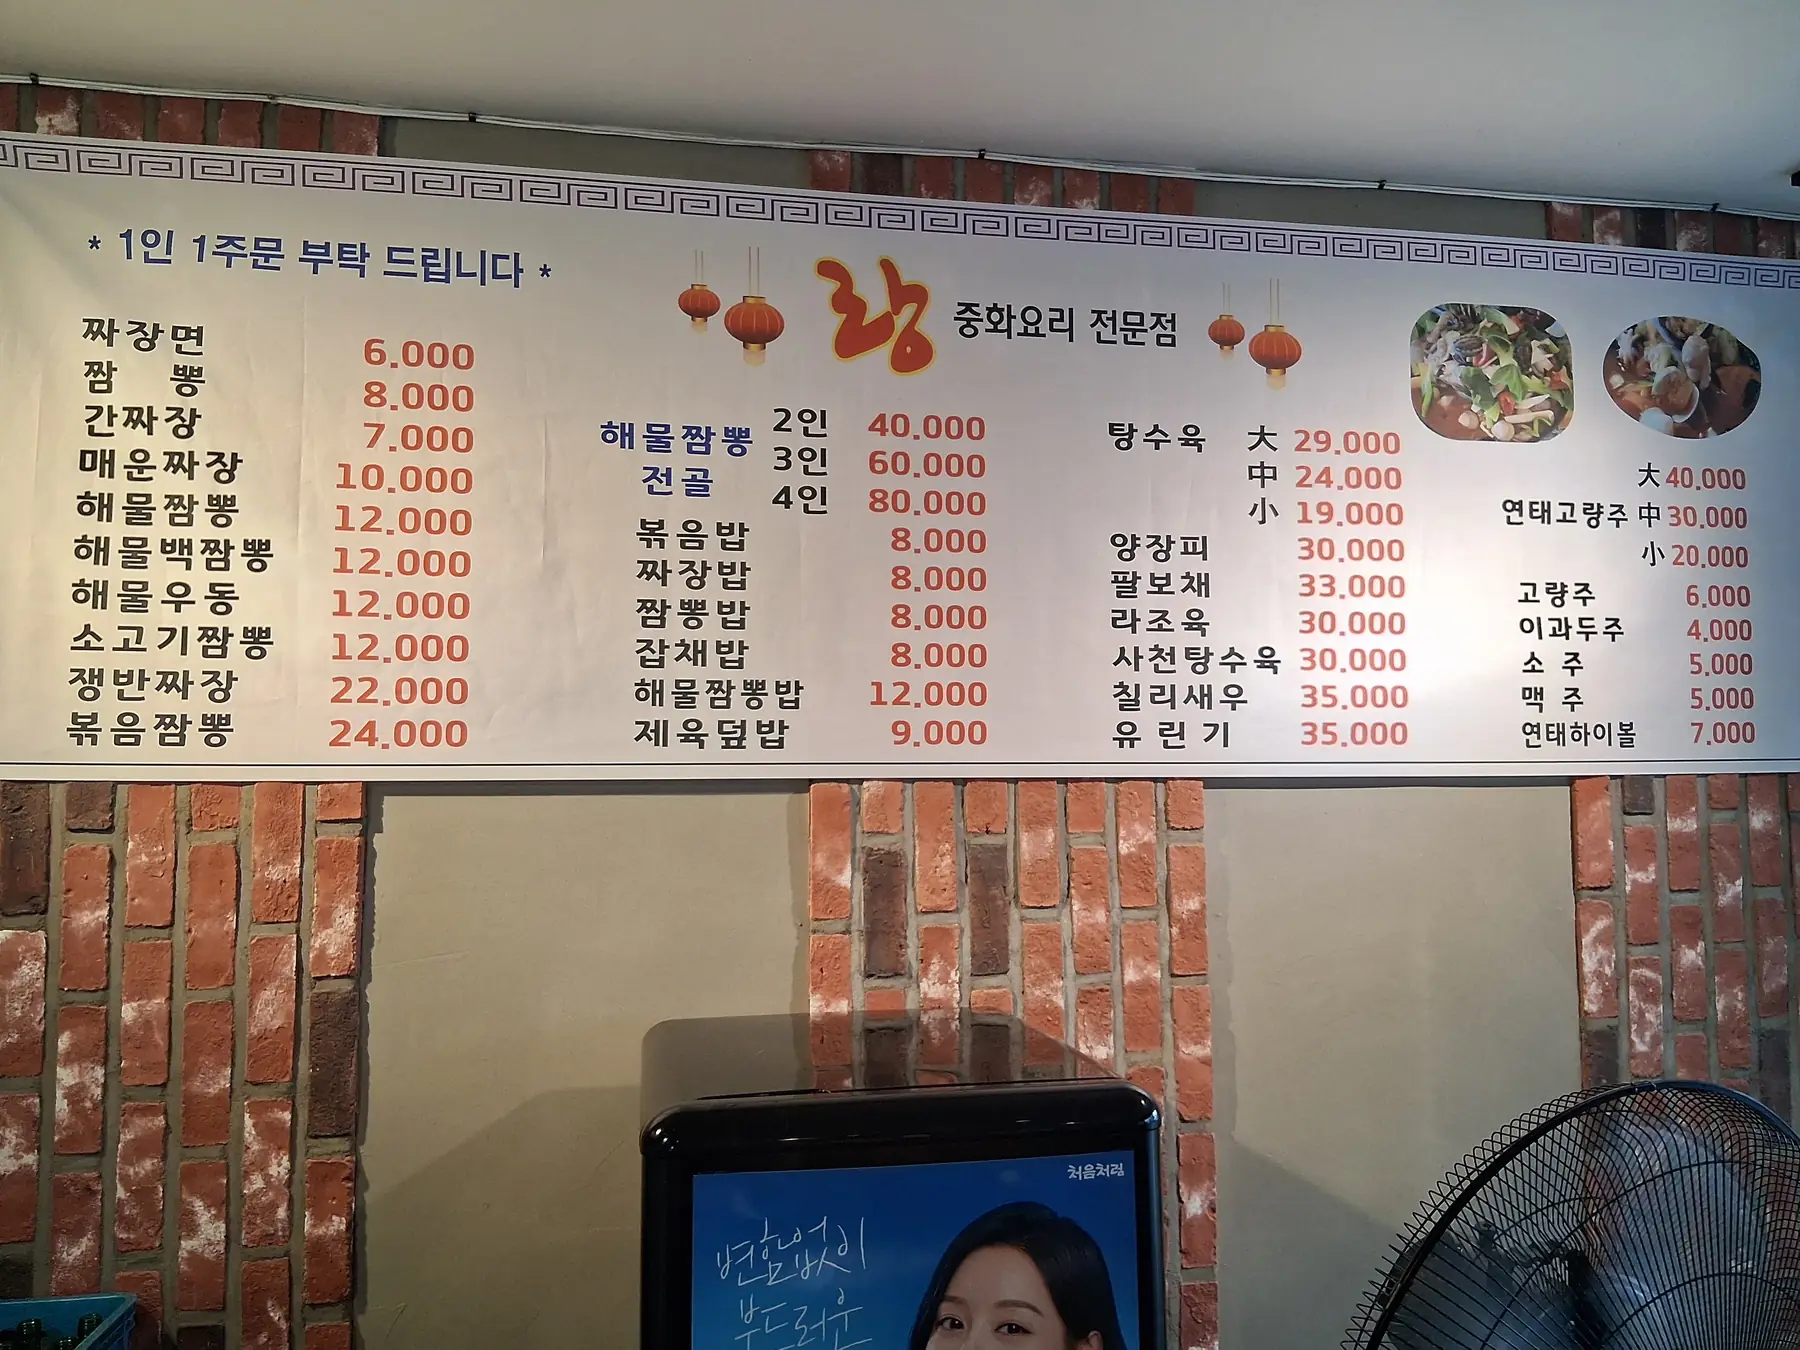 * 1인 1주문 부탁 드립니다 *
랑 중화요리 전문점
짜장면 6.000
짬 뽕 8.000
간짜장 7.000
매운짜장 10.000
해물짬뽕 12.000
해물백짬뽕 12.000
해물우동 12.000
소고기짬뽕 12.000
쟁반짜장 22.000
볶음짬뽕 24.000
해물짬뽕 전골 2인 40.000
3인 60.000
4인 80.000
볶음밥 8.000
짜장밥 8.000
짬뽕밥 8.000
잡채밥 8.000
해물짬뽕밥 12.000
제육덮밥 9.000
탕수육 大 29.000
中 24.000
小 19.000
양장피 30.000
팔보채 33.000
라조육 30.000
사천탕수육 30.000
칠리새우 35.000
유린기 35.000
大 40.000
연태고량주 中 30.000
小 20.000
고량주 6.000
이과두주 4.000
소 주 5.000
맥 주 5.000
연태하이볼 7.000
처음처럼
변함없이
부드러운